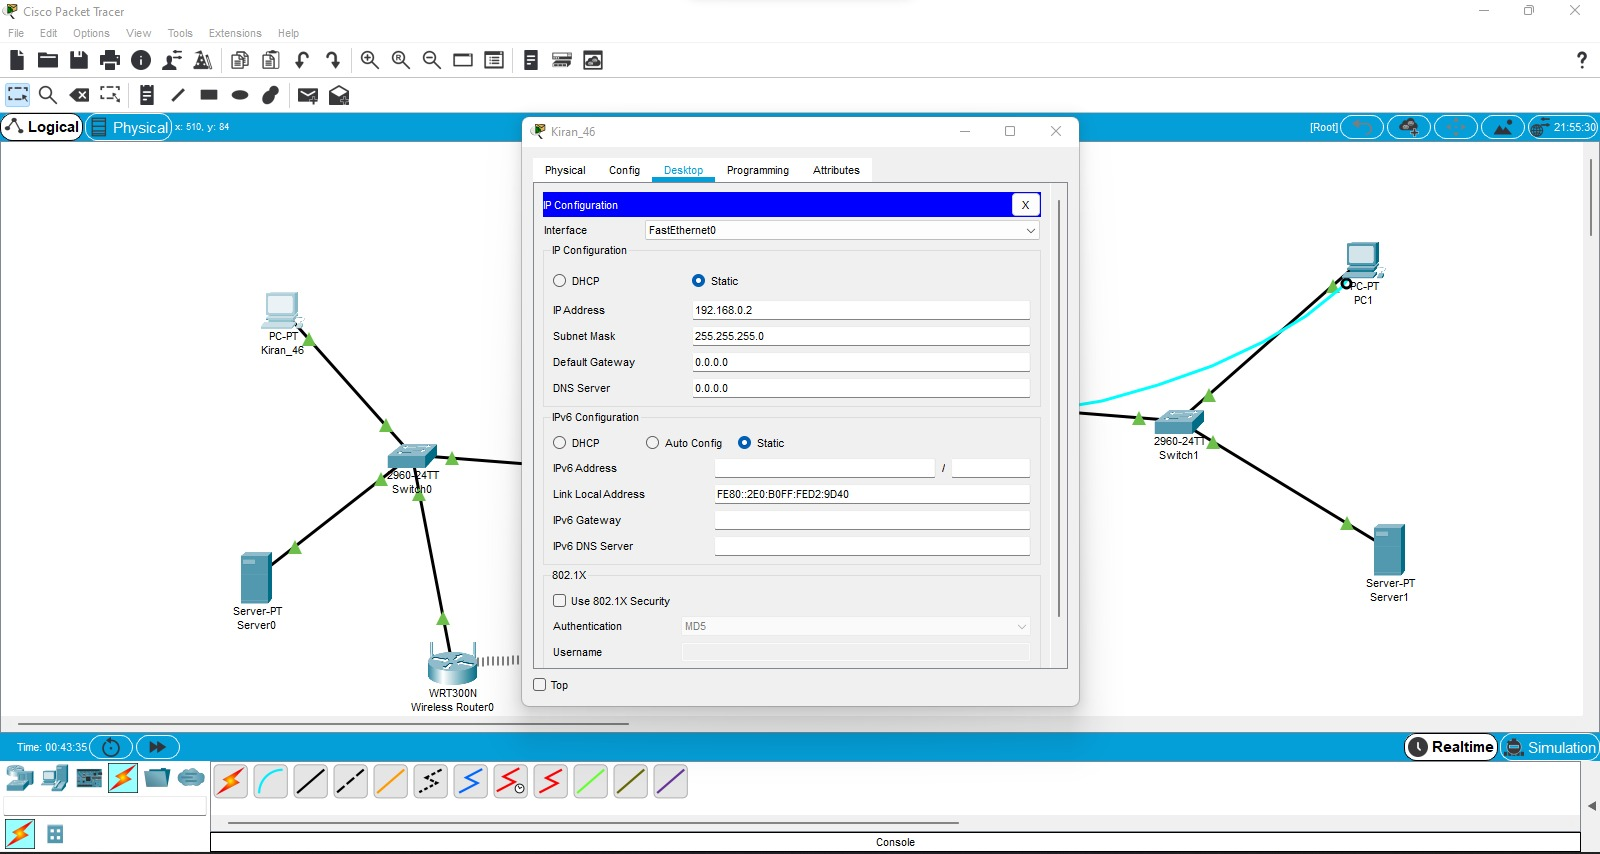 Cisco Packet Tracer
File Edit Options View Tools Extensions Help
Logical Physical x: 510, y: 84 [Root] 21:55:30
Kiran_46
Physical Config Desktop Programming Attributes
IP Configuration X
Interface FastEthernet0
IP Configuration
DHCP Static
IP Address 192.168.0.2
Subnet Mask 255.255.255.0
Default Gateway 0.0.0.0
DNS Server 0.0.0.0
IPv6 Configuration
DHCP Auto Config Static
IPv6 Address /
Link Local Address FE80::2E0:B0FF:FED2:9D40
IPv6 Gateway
IPv6 DNS Server
802.1X
Use 802.1X Security
Authentication MD5
Username
Top
PC-PT
Kiran_46
2960-24TT
Switch0
Server-PT
Server0
WRT300N
Wireless Router0
PC-PT
PC1
2960-24TT
Switch1
Server-PT
Server1
Time: 00:43:35 Realtime Simulation
Console